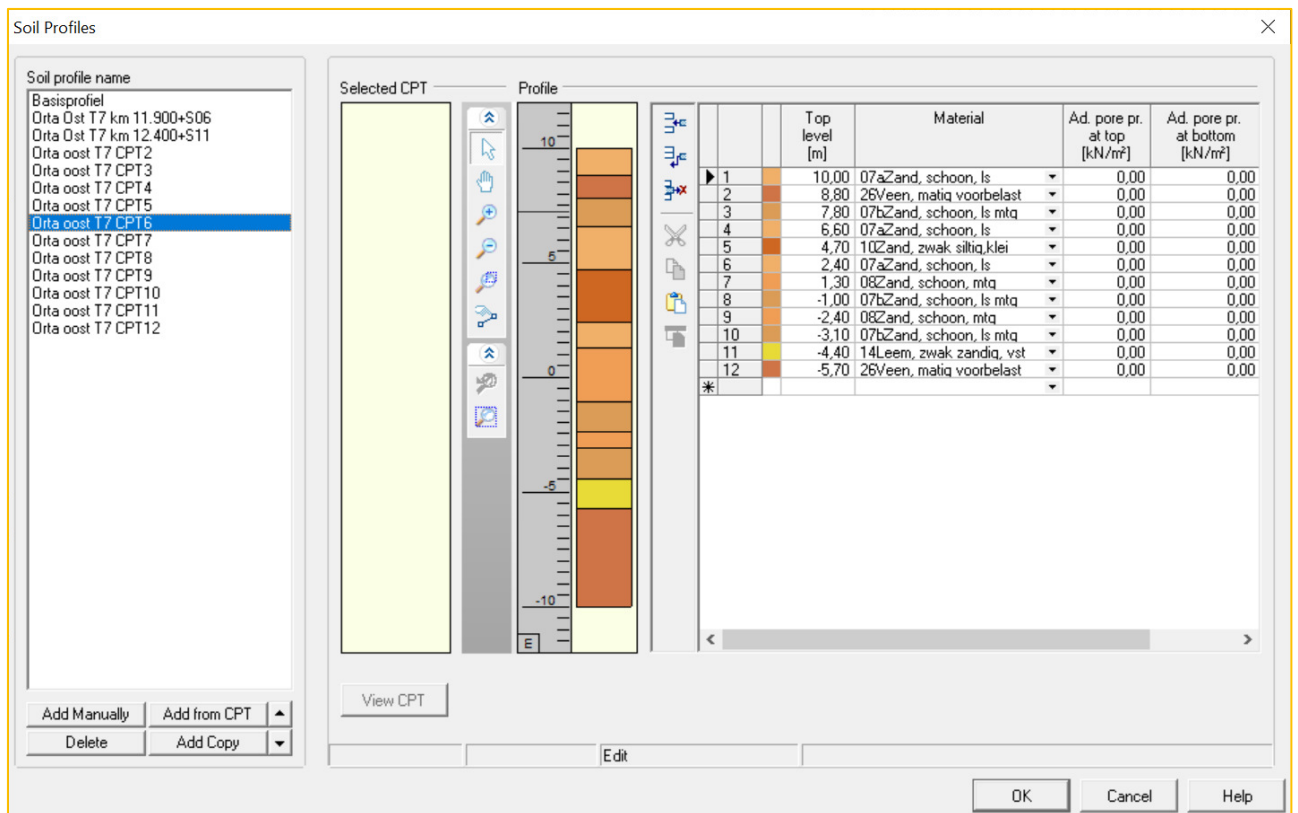 Soil Profiles
Soil profile name
Basisprofiel
Orta Ost T7 km 11.900+S06
Orta Ost T7 km 12.400+S11
Orta oost T7 CPT2
Orta oost T7 CPT3
Orta oost T7 CPT4
Orta oost T7 CPT5
Orta oost T7 CPT6
Orta oost T7 CPT7
Orta oost T7 CPT8
Orta oost T7 CPT9
Orta oost T7 CPT10
Orta oost T7 CPT11
Orta oost T7 CPT12
Add Manually Add from CPT
Delete Add Copy
Selected CPT Profile
10
5
0
-5
-10
E
Top level [m] Material Ad. pore pr. at top [kN/m²] Ad. pore pr. at bottom [kN/m²]
1 10,00 07aZand, schoon, ls 0,00 0,00
2 8,80 26Veen, matig voorbelast 0,00 0,00
3 7,80 07bZand, schoon, ls mtg 0,00 0,00
4 6,60 07aZand, schoon, ls 0,00 0,00
5 4,70 10Zand, zwak siltig,klei 0,00 0,00
6 2,40 07aZand, schoon, ls 0,00 0,00
7 1,30 08Zand, schoon, mtg 0,00 0,00
8 -1,00 07bZand, schoon, ls mtg 0,00 0,00
9 -2,40 08Zand, schoon, mtg 0,00 0,00
10 -3,10 07bZand, schoon, ls mtg 0,00 0,00
11 -4,40 14Leem, zwak zandig, vst 0,00 0,00
12 -5,70 26Veen, matig voorbelast 0,00 0,00
View CPT
Edit
OK Cancel Help